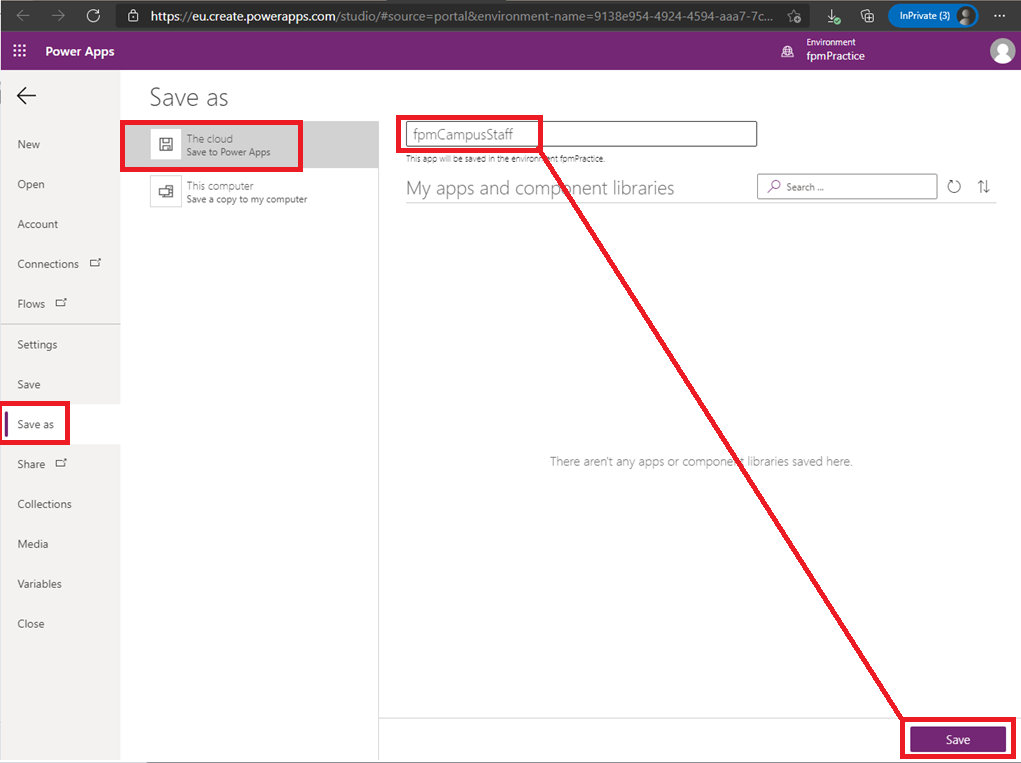 https://eu.create.powerapps.com/studio/#source=portal&environment-name=9138e954-4924-4594-aaa7-7c...
InPrivate (3)
Power Apps
Environment
fpmPractice
Save as
New
Open
Account
Connections
Flows
Settings
Save
Save as
Share
Collections
Media
Variables
Close
The cloud
Save to Power Apps
This computer
Save a copy to my computer
fpmCampusStaff
This app will be saved in the environment fpmPractice.
My apps and component libraries
Search ...
There aren't any apps or component libraries saved here.
Save